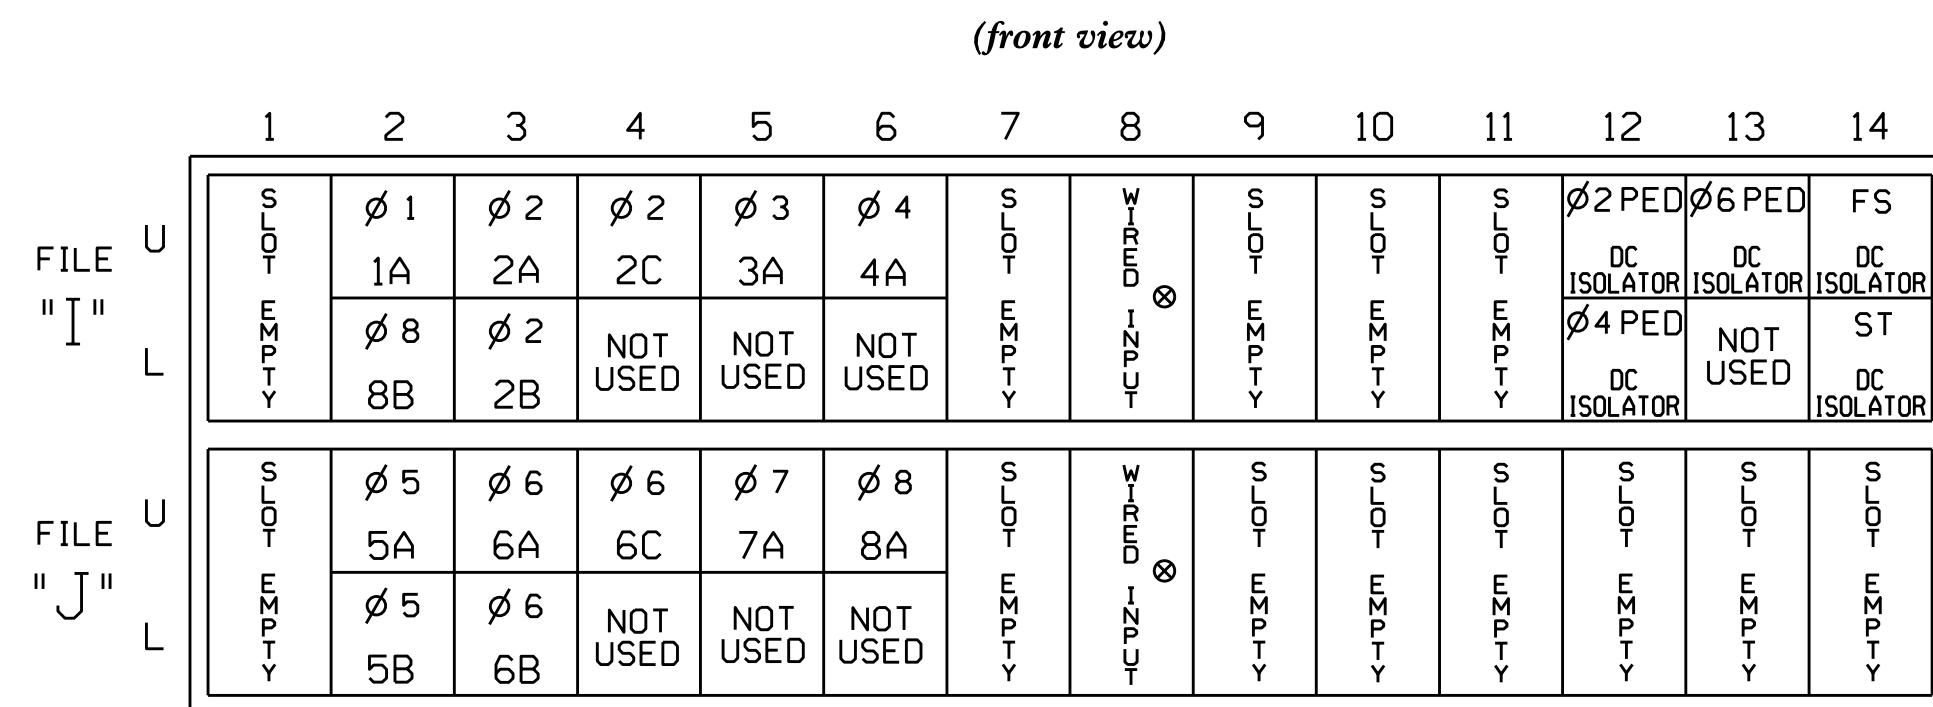 (front view)
1 2 3 4 5 6 7 8 9 10 11 12 13 14
FILE "I"
U
SLOT EMPTY
Ø 1 1A
Ø 2 2A
Ø 2 2C
Ø 3 3A
Ø 4 4A
SLOT EMPTY
WIRED INPUT ⊗
SLOT EMPTY
SLOT EMPTY
SLOT EMPTY
Ø2 PED DC ISOLATOR
Ø6 PED DC ISOLATOR
FS DC ISOLATOR
L
Ø 8 8B
Ø 2 2B
NOT USED
NOT USED
NOT USED
Ø4 PED DC ISOLATOR
NOT USED
ST DC ISOLATOR
FILE "J"
U
SLOT EMPTY
Ø 5 5A
Ø 6 6A
Ø 6 6C
Ø 7 7A
Ø 8 8A
SLOT EMPTY
WIRED INPUT ⊗
SLOT EMPTY
SLOT EMPTY
SLOT EMPTY
SLOT EMPTY
SLOT EMPTY
SLOT EMPTY
L
Ø 5 5B
Ø 6 6B
NOT USED
NOT USED
NOT USED